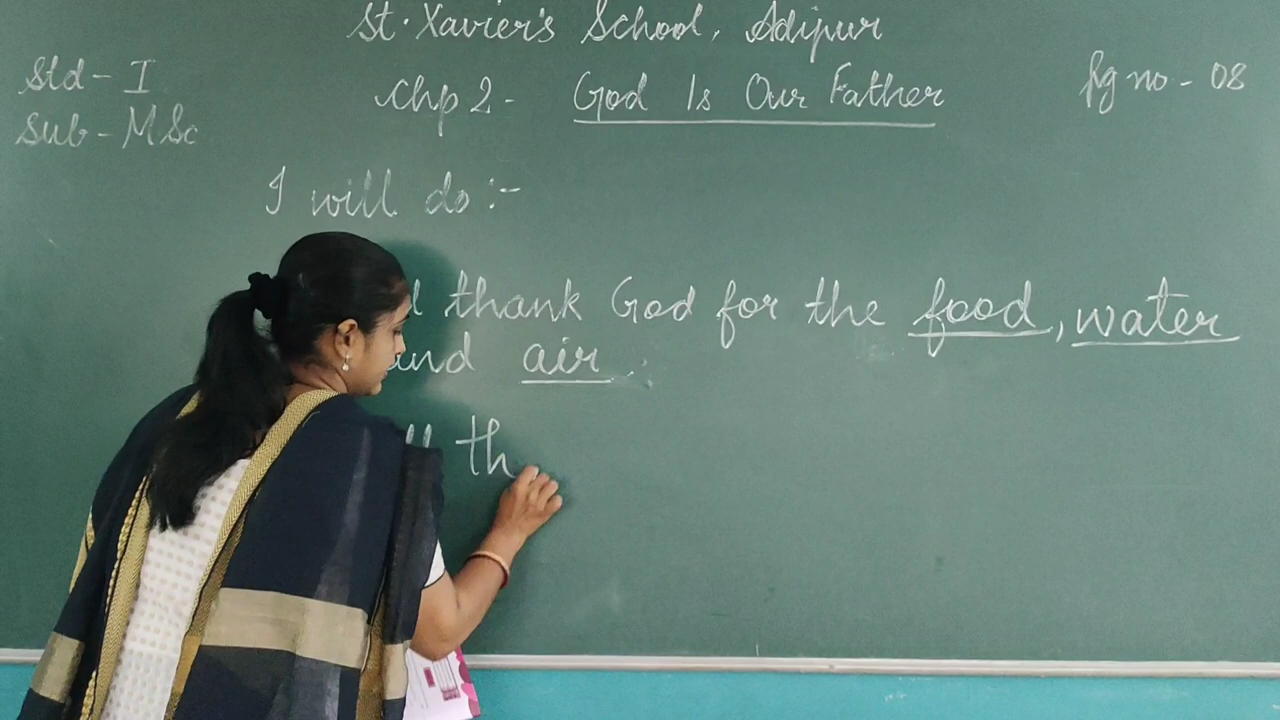 St. Xavier's School, Adipur
Std - I
Chp 2 - God Is Our Father
pg no - 08
Sub - M Sc
I will do :-
thank God for the food, water
and air.
th